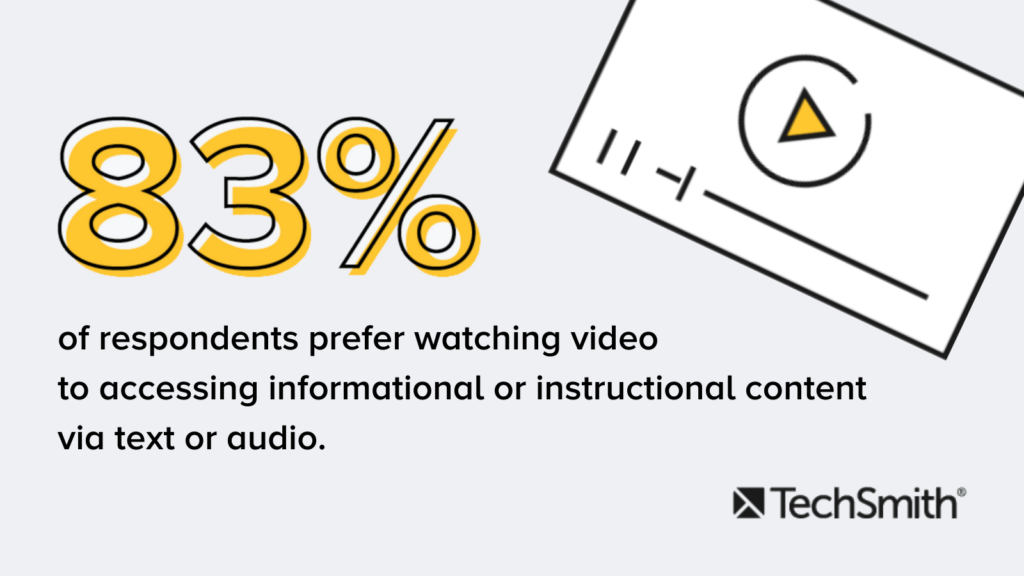 83%
of respondents prefer watching video
to accessing informational or instructional content
via text or audio.
TechSmith®